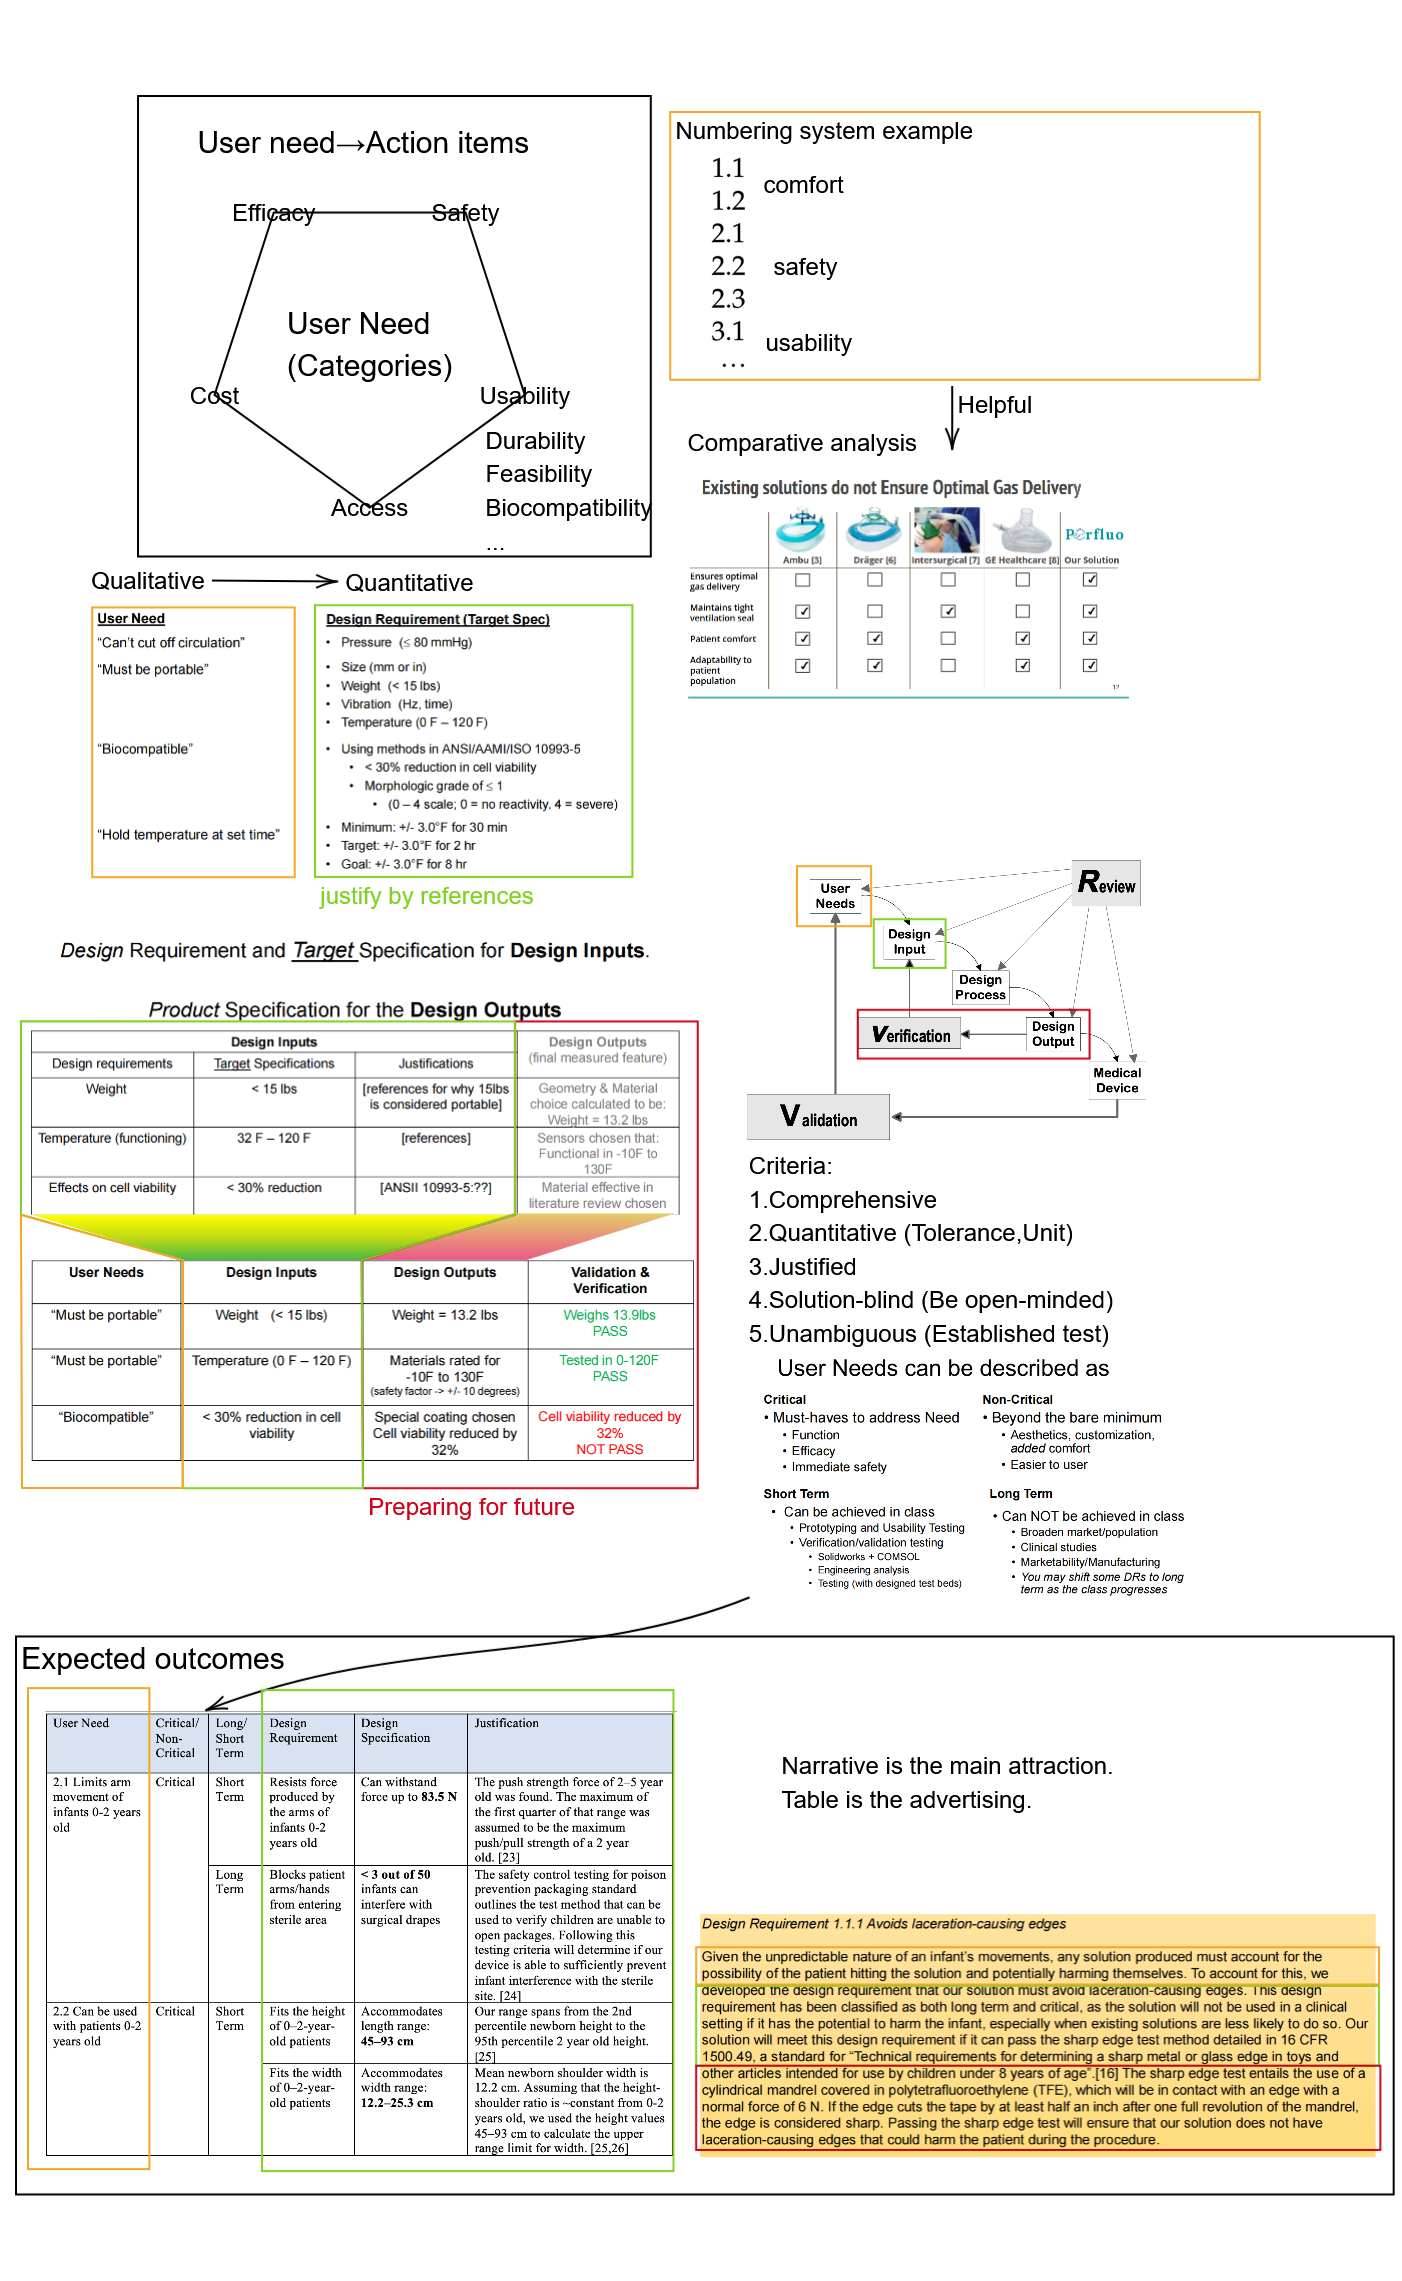 User need→Action items
Efficacy
Safety
User Need
(Categories)
Cost
Usability
Durability
Feasibility
Access
Biocompatibility
...
Numbering system example
1.1
comfort
1.2
2.1
2.2
safety
2.3
3.1
usability
...
Helpful
Comparative analysis
Existing solutions do not Ensure Optimal Gas Delivery
Perfluo
Ambu [3]
Dräger [6]
Intersurgical [7]
GE Healthcare [8]
Our Solution
Ensures optimal
gas delivery
Maintains tight
ventilation seal
Patient comfort
Adaptability to
patient
population
12
Qualitative
Quantitative
User Need
"Can't cut off circulation"
"Must be portable"
"Biocompatible"
"Hold temperature at set time"
Design Requirement (Target Spec)
• Pressure (≤ 80 mmHg)
• Size (mm or in)
• Weight (< 15 lbs)
• Vibration (Hz, time)
• Temperature (0 F – 120 F)
• Using methods in ANSI/AAMI/ISO 10993-5
• < 30% reduction in cell viability
• Morphologic grade of ≤ 1
• (0 – 4 scale; 0 = no reactivity, 4 = severe)
• Minimum: +/- 3.0°F for 30 min
• Target: +/- 3.0°F for 2 hr
• Goal: +/- 3.0°F for 8 hr
justify by references
Design Requirement and Target Specification for Design Inputs.
Product Specification for the Design Outputs
Design Inputs
Design Outputs
(final measured feature)
Design requirements
Target Specifications
Justifications
Weight
< 15 lbs
[references for why 15lbs
is considered portable]
Geometry & Material
choice calculated to be:
Weight = 13.2 lbs
Temperature (functioning)
32 F – 120 F
[references]
Sensors chosen that:
Functional in -10F to
130F
Effects on cell viability
< 30% reduction
[ANSII 10993-5:??]
Material effective in
literature review chosen
User Needs
Design Inputs
Design Outputs
Validation &
Verification
"Must be portable"
Weight (< 15 lbs)
Weight = 13.2 lbs
Weighs 13.9lbs
PASS
"Must be portable"
Temperature (0 F – 120 F)
Materials rated for
-10F to 130F
(safety factor -> +/- 10 degrees)
Tested in 0-120F
PASS
"Biocompatible"
< 30% reduction in cell
viability
Special coating chosen
Cell viability reduced by
32%
Cell viability reduced by
32%
NOT PASS
Preparing for future
User
Needs
Review
Design
Input
Design
Process
Verification
Design
Output
Medical
Device
Validation
Criteria:
1.Comprehensive
2.Quantitative (Tolerance,Unit)
3.Justified
4.Solution-blind (Be open-minded)
5.Unambiguous (Established test)
User Needs can be described as
Critical
• Must-haves to address Need
• Function
• Efficacy
• Immediate safety
Non-Critical
• Beyond the bare minimum
• Aesthetics, customization,
added comfort
• Easier to user
Short Term
• Can be achieved in class
• Prototyping and Usability Testing
• Verification/validation testing
• Solidworks + COMSOL
• Engineering analysis
• Testing (with designed test beds)
Long Term
• Can NOT be achieved in class
• Broaden market/population
• Clinical studies
• Marketability/Manufacturing
• You may shift some DRs to long
term as the class progresses
Expected outcomes
User Need
Critical/
Non-
Critical
Long/
Short
Term
Design
Requirement
Design
Specification
Justification
2.1 Limits arm
movement of
infants 0-2 years
old
Critical
Short
Term
Resists force
produced by
the arms of
infants 0-2
years old
Can withstand
force up to 83.5 N
The push strength force of 2–5 year
old was found. The maximum of
the first quarter of that range was
assumed to be the maximum
push/pull strength of a 2 year
old. [23]
Long
Term
Blocks patient
arms/hands
from entering
sterile area
< 3 out of 50
infants can
interfere with
surgical drapes
The safety control testing for poison
prevention packaging standard
outlines the test method that can be
used to verify children are unable to
open packages. Following this
testing criteria will determine if our
device is able to sufficiently prevent
infant interference with the sterile
site. [24]
2.2 Can be used
with patients 0-2
years old
Critical
Short
Term
Fits the height
of 0–2-year-
old patients
Accommodates
length range:
45–93 cm
Our range spans from the 2nd
percentile newborn height to the
95th percentile 2 year old height.
[25]
Fits the width
of 0–2-year-
old patients
Accommodates
width range:
12.2–25.3 cm
Mean newborn shoulder width is
12.2 cm. Assuming that the height-
shoulder ratio is ~constant from 0-2
years old, we used the height values
45–93 cm to calculate the upper
range limit for width. [25,26]
Narrative is the main attraction.
Table is the advertising.
Design Requirement 1.1.1 Avoids laceration-causing edges
Given the unpredictable nature of an infant's movements, any solution produced must account for the
possibility of the patient hitting the solution and potentially harming themselves. To account for this, we
developed the design requirement that our solution must avoid laceration-causing edges. This design
requirement has been classified as both long term and critical, as the solution will not be used in a clinical
setting if it has the potential to harm the infant, especially when existing solutions are less likely to do so. Our
solution will meet this design requirement if it can pass the sharp edge test method detailed in 16 CFR
1500.49, a standard for "Technical requirements for determining a sharp metal or glass edge in toys and
other articles intended for use by children under 8 years of age".[16] The sharp edge test entails the use of a
cylindrical mandrel covered in polytetrafluoroethylene (TFE), which will be in contact with an edge with a
normal force of 6 N. If the edge cuts the tape by at least half an inch after one full revolution of the mandrel,
the edge is considered sharp. Passing the sharp edge test will ensure that our solution does not have
laceration-causing edges that could harm the patient during the procedure.